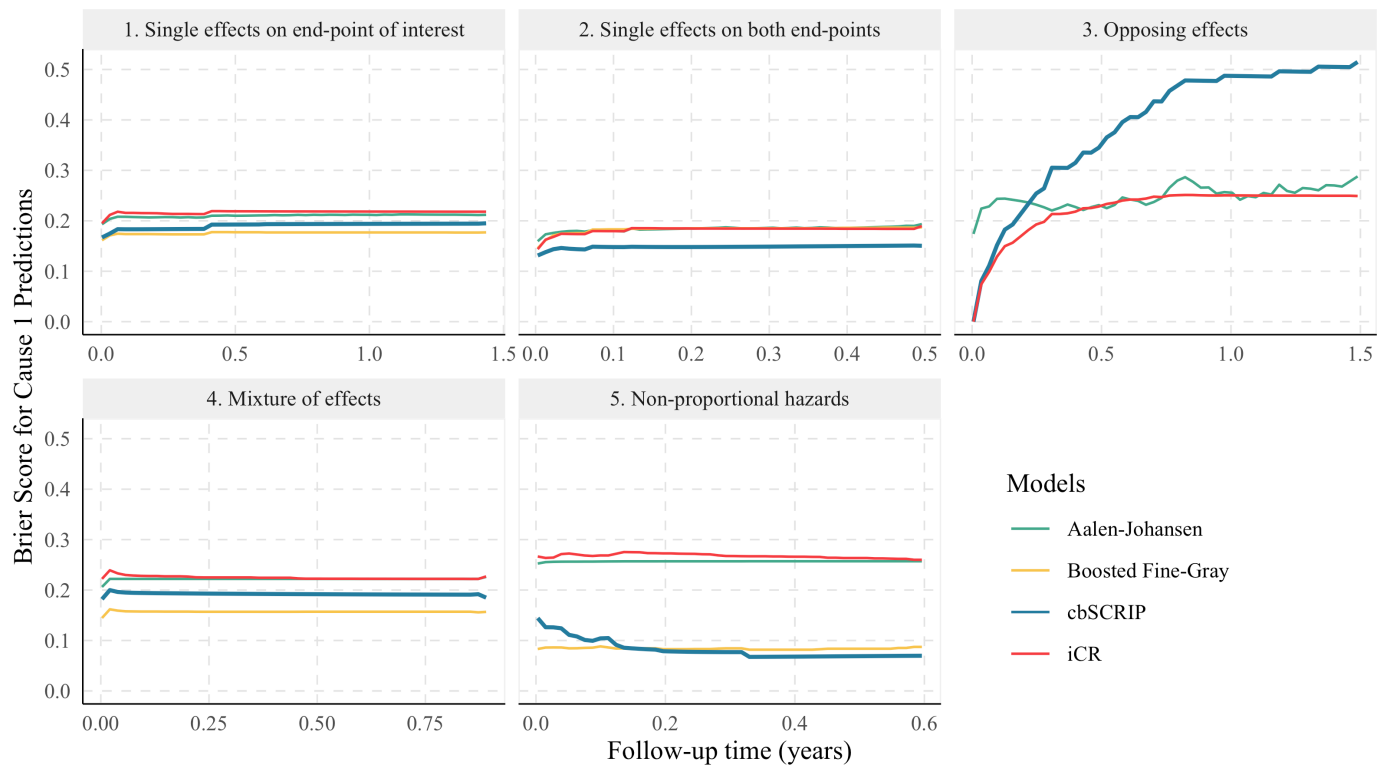 1. Single effects on end-point of interest
2. Single effects on both end-points
3. Opposing effects
0.5
0.4
0.3
0.2
0.1
0.0
0.0 0.5 1.0 1.5
0.0 0.1 0.2 0.3 0.4 0.5
0.0 0.5 1.0 1.5
4. Mixture of effects
5. Non-proportional hazards
0.5
0.4
0.3
0.2
0.1
0.0
0.00 0.25 0.50 0.75
0.0 0.2 0.4 0.6
Brier Score for Cause 1 Predictions
Follow-up time (years)
Models
Aalen-Johansen
Boosted Fine-Gray
cbSCRIP
iCR